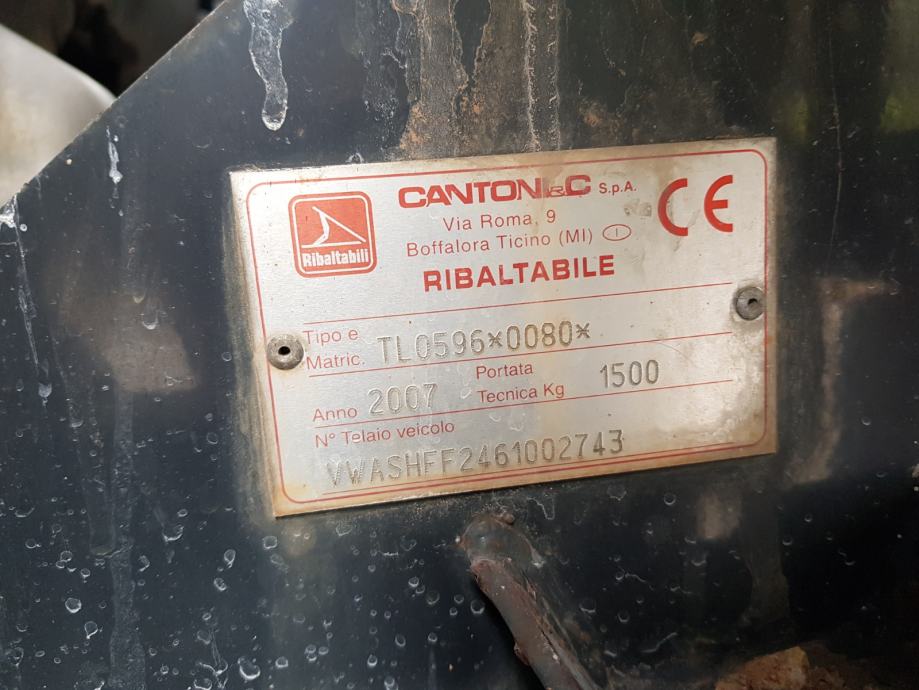 Ribaltabili
CANTONI&C S.p.A.
Via Roma, 9
Boffalora Ticino (MI) I
CE
RIBALTABILE
Tipo e
Matric. TL0596*0080*
Anno 2007 Portata
Tecnica Kg 1500
N° Telaio veicolo
VWASHFF2461002743